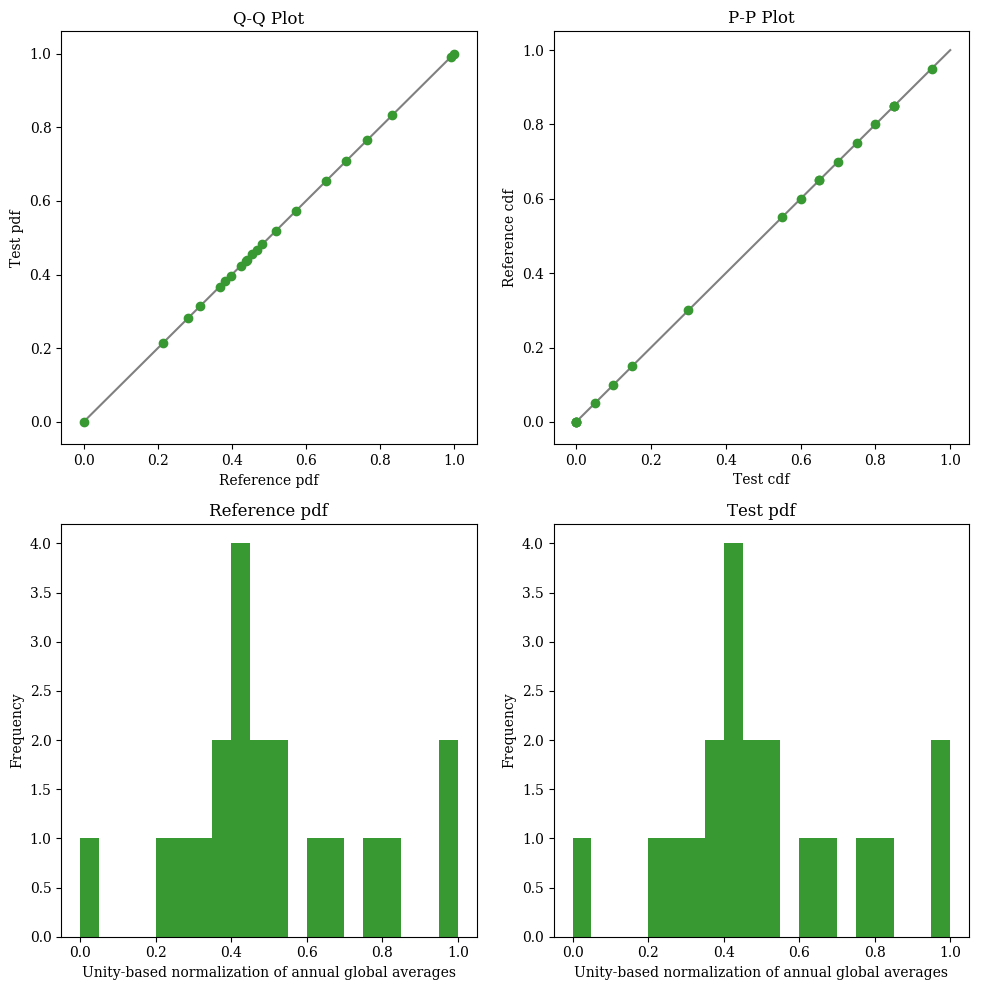 Q-Q Plot
1.0
0.8
0.6
0.4
0.2
0.0
Test pdf
0.0 0.2 0.4 0.6 0.8 1.0
Reference pdf
P-P Plot
1.0
0.8
0.6
0.4
0.2
0.0
Reference cdf
0.0 0.2 0.4 0.6 0.8 1.0
Test cdf
Reference pdf
4.0
3.5
3.0
2.5
2.0
1.5
1.0
0.5
0.0
Frequency
0.0 0.2 0.4 0.6 0.8 1.0
Unity-based normalization of annual global averages
Test pdf
4.0
3.5
3.0
2.5
2.0
1.5
1.0
0.5
0.0
Frequency
0.0 0.2 0.4 0.6 0.8 1.0
Unity-based normalization of annual global averages